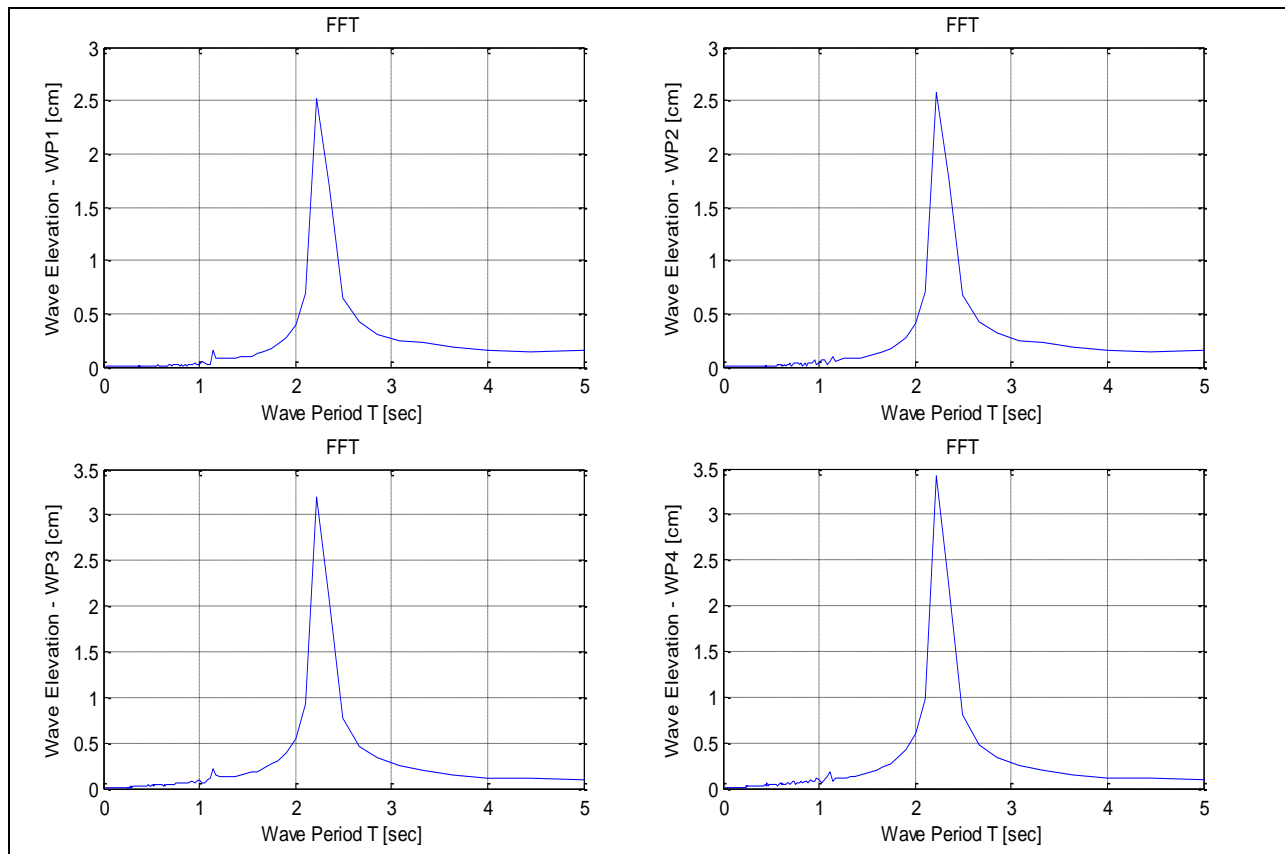 FFT
3
2.5
2
1.5
1
0.5
0
0 1 2 3 4 5
Wave Elevation - WP1 [cm]
Wave Period T [sec]
FFT
3
2.5
2
1.5
1
0.5
0
0 1 2 3 4 5
Wave Elevation - WP2 [cm]
Wave Period T [sec]
FFT
3.5
3
2.5
2
1.5
1
0.5
0
0 1 2 3 4 5
Wave Elevation - WP3 [cm]
Wave Period T [sec]
FFT
3.5
3
2.5
2
1.5
1
0.5
0
0 1 2 3 4 5
Wave Elevation - WP4 [cm]
Wave Period T [sec]